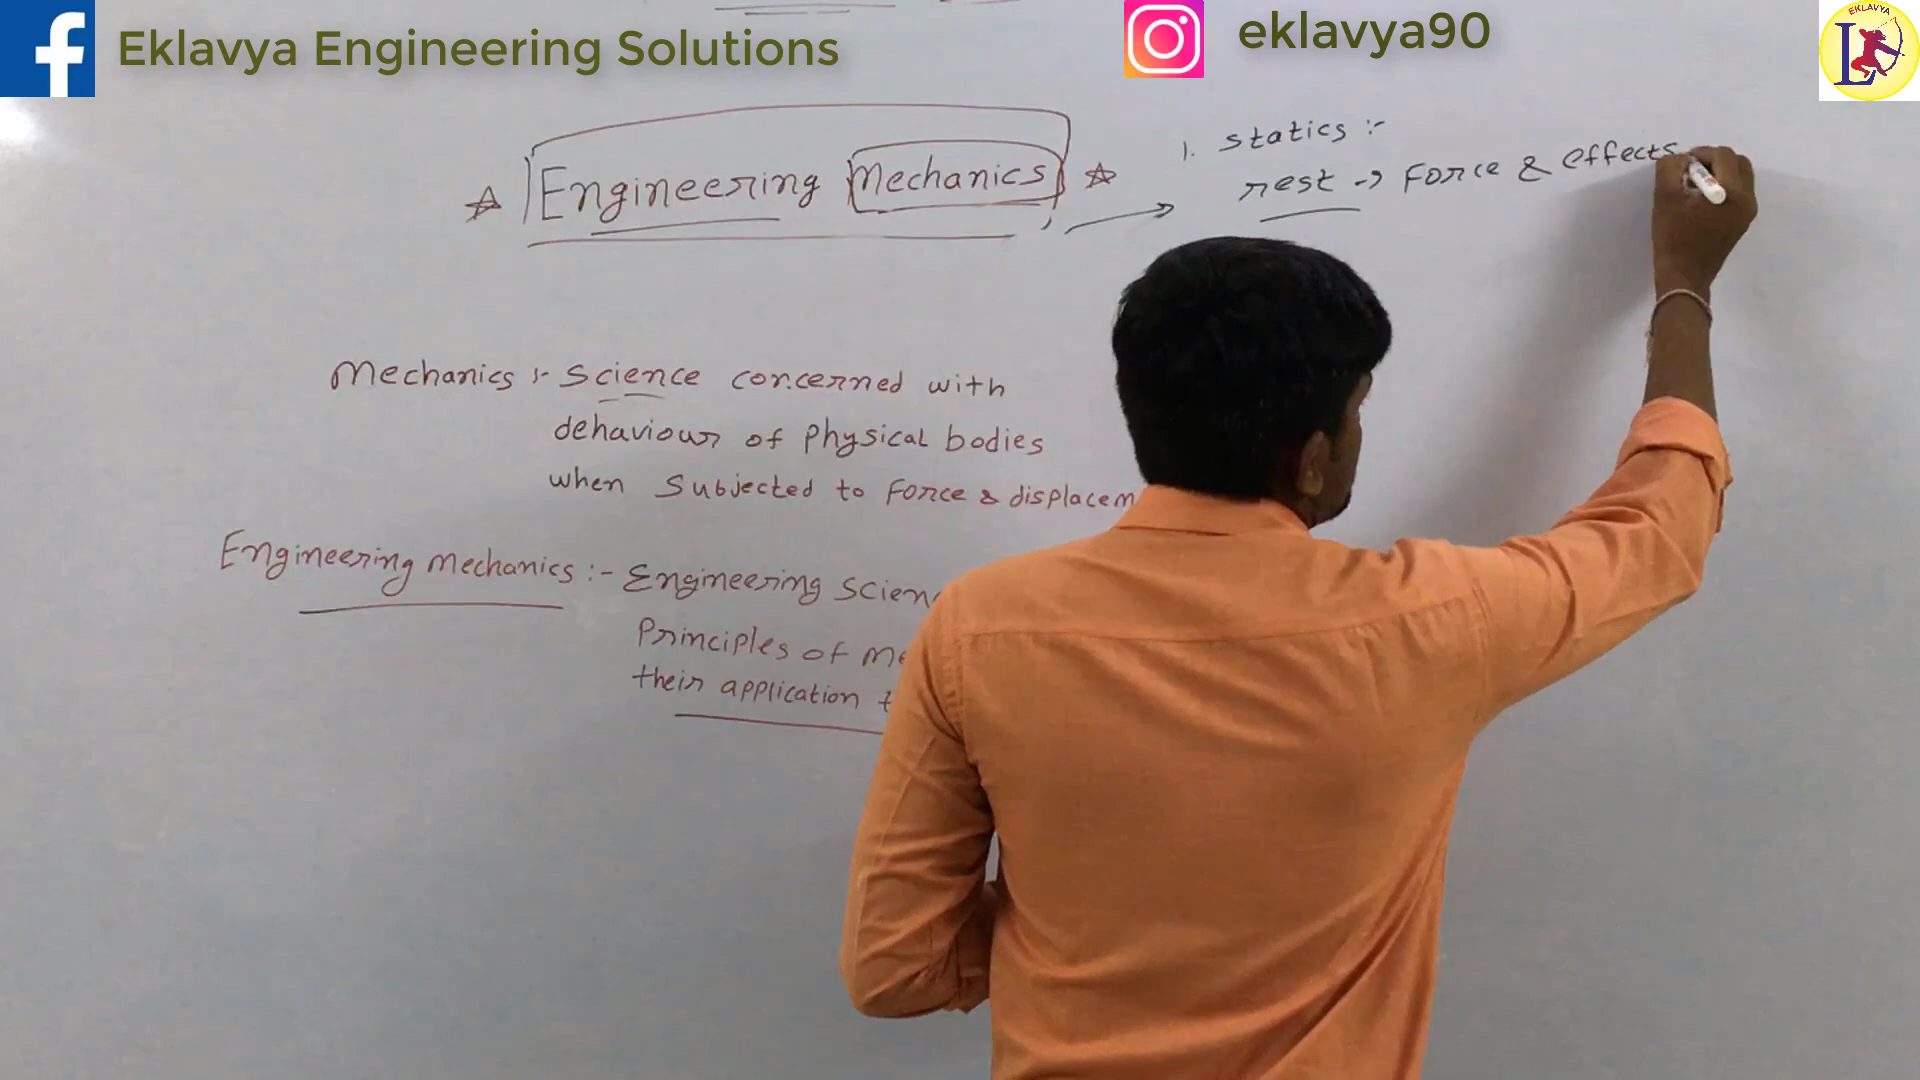 Eklavya Engineering Solutions
eklavya90
EKLAVYA
L
Engineering Mechanics
1. statics :-
rest → Force & effects
Mechanics :- Science concerned with
dehaviour of Physical bodies
when Subjected to Force & displacem
Engineering mechanics :- Engineering Scien
Principles of Me
their application t